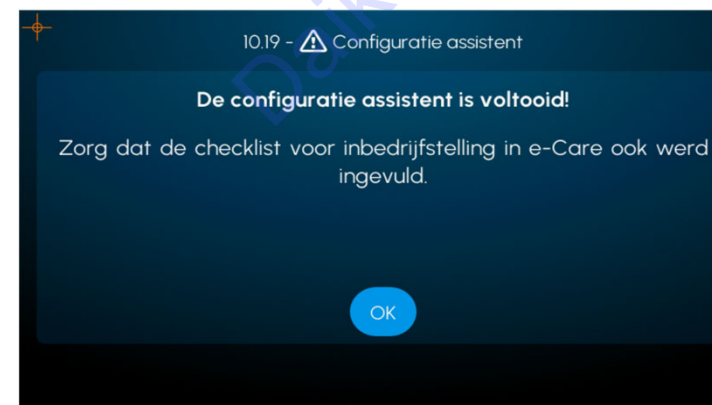 10.19 - Configuratie assistent
De configuratie assistent is voltooid!
Zorg dat de checklist voor inbedrijfstelling in e-Care ook werd
ingevuld.
OK